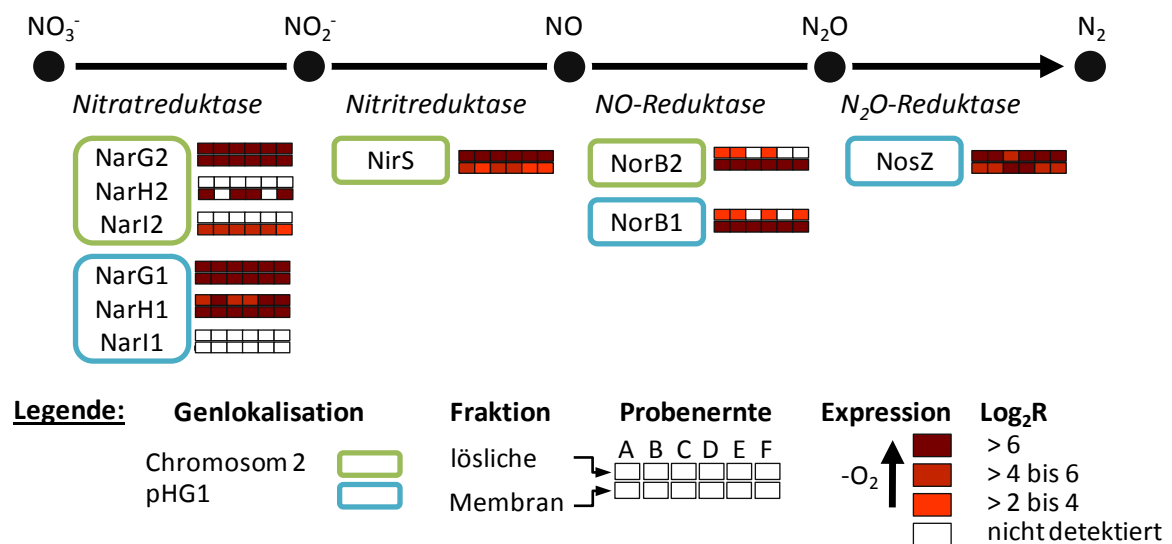 NO₃⁻ NO₂⁻ NO N₂O N₂
Nitratreduktase Nitritreduktase NO-Reduktase N₂O-Reduktase
NarG2
NarH2
NarI2
NirS
NorB2
NosZ
NorB1
NarG1
NarH1
NarI1
Legende: Genlokalisation Fraktion Probenernte Expression Log₂R
A B C D E F
Chromosom 2
pHG1
lösliche
Membran
-O₂
> 6
> 4 bis 6
> 2 bis 4
nicht detektiert